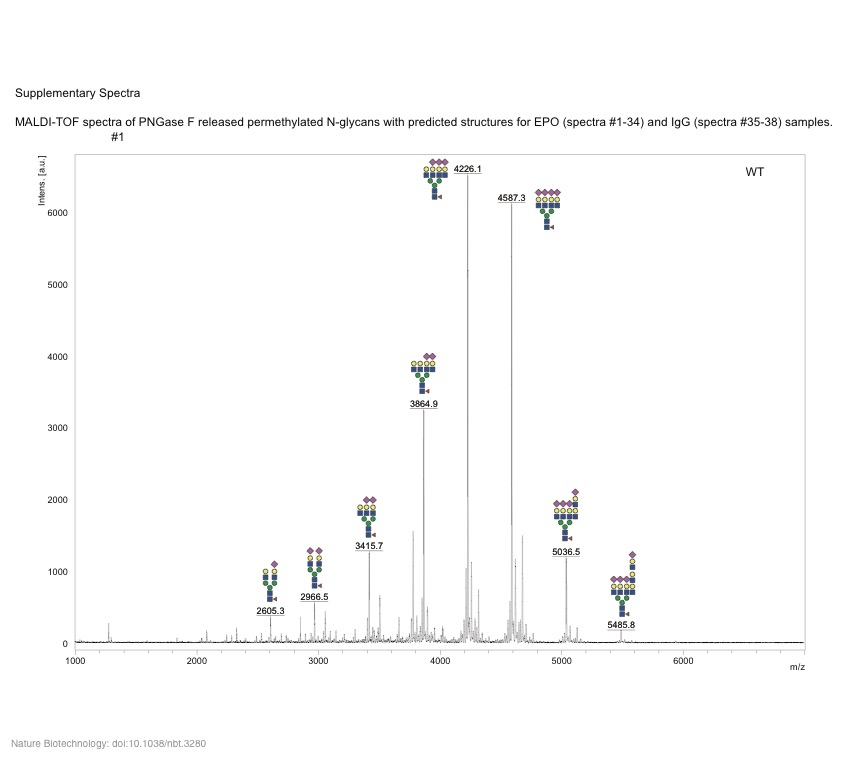 Supplementary Spectra
MALDI-TOF spectra of PNGase F released permethylated N-glycans with predicted structures for EPO (spectra #1-34) and IgG (spectra #35-38) samples.
#1
Intens. [a.u.]
WT
4226.1
4587.3
6000
5000
4000
3864.9
3000
2000
3415.7
5036.5
1000
2966.5
2605.3
5485.8
0
1000 2000 3000 4000 5000 6000
m/z
Nature Biotechnology: doi:10.1038/nbt.3280